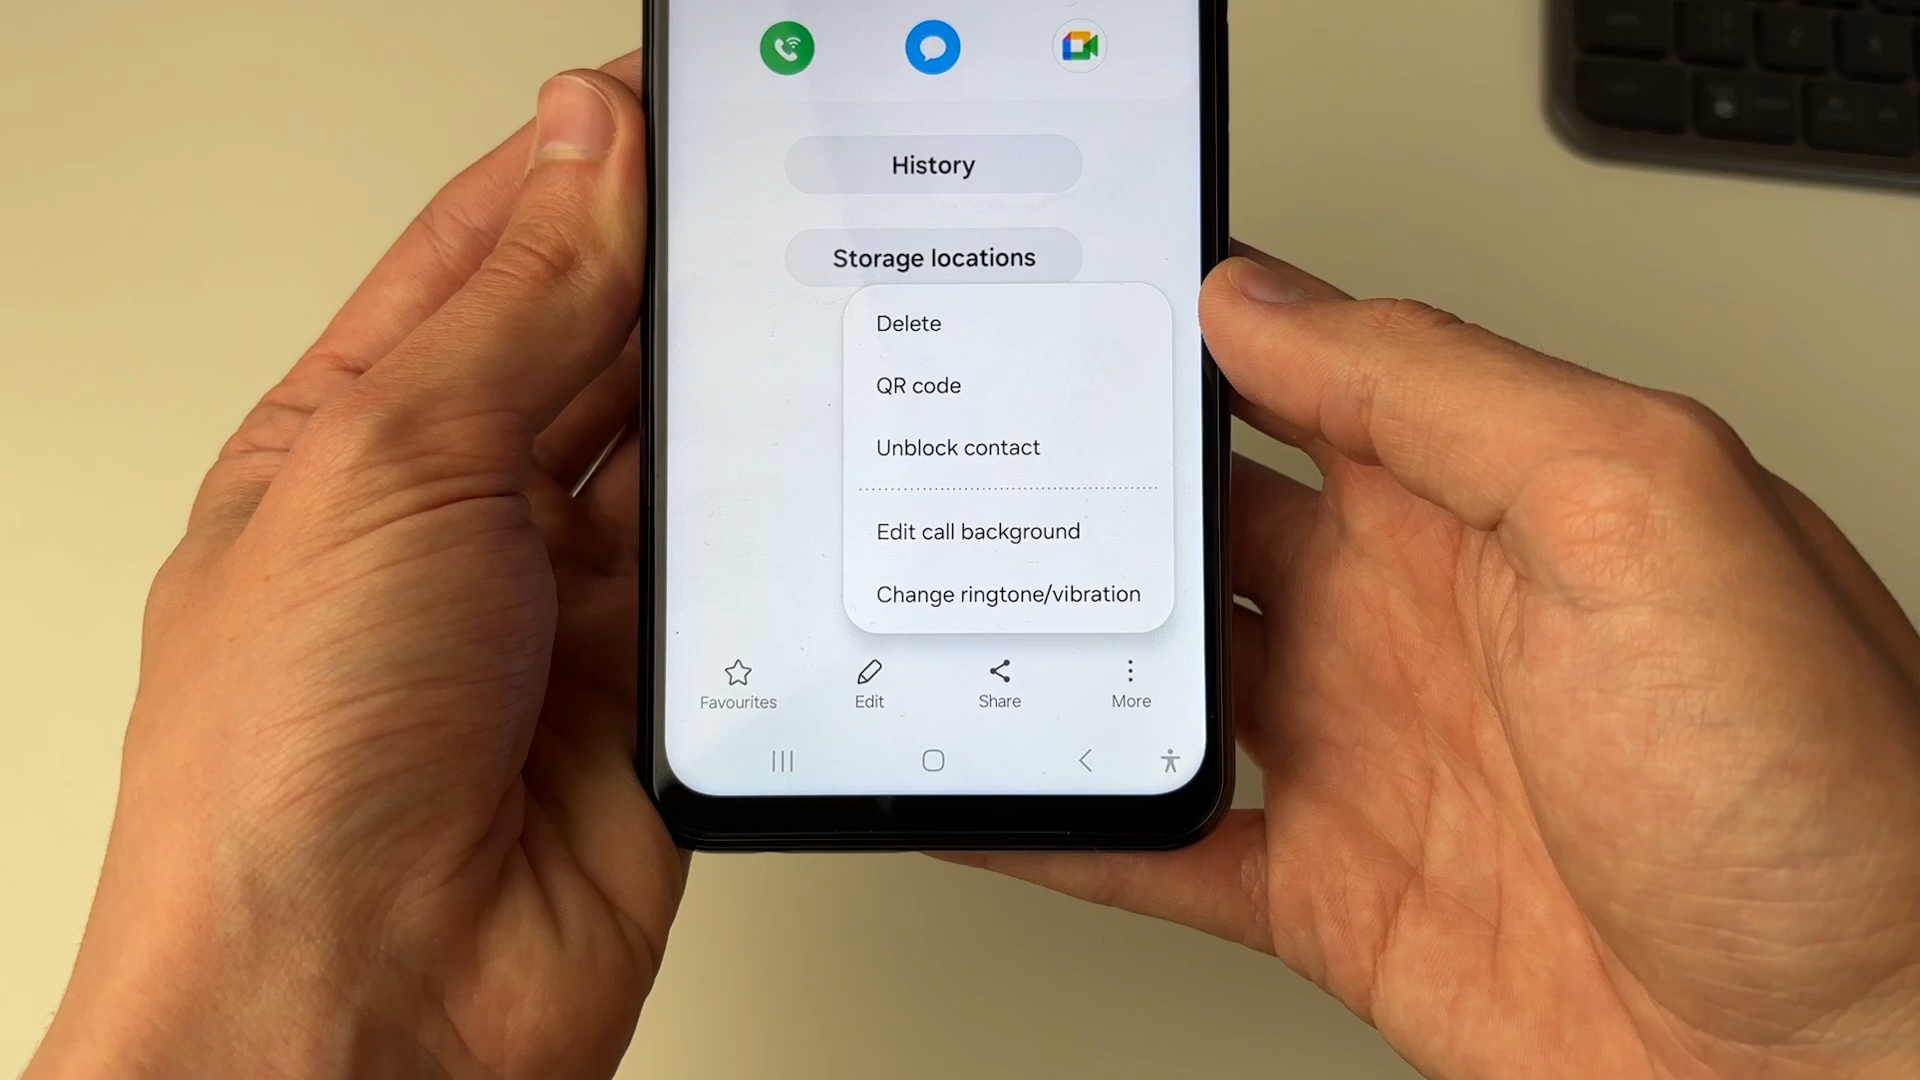 History
Storage locations
Delete
QR code
Unblock contact
Edit call background
Change ringtone/vibration
Favourites
Edit
Share
More